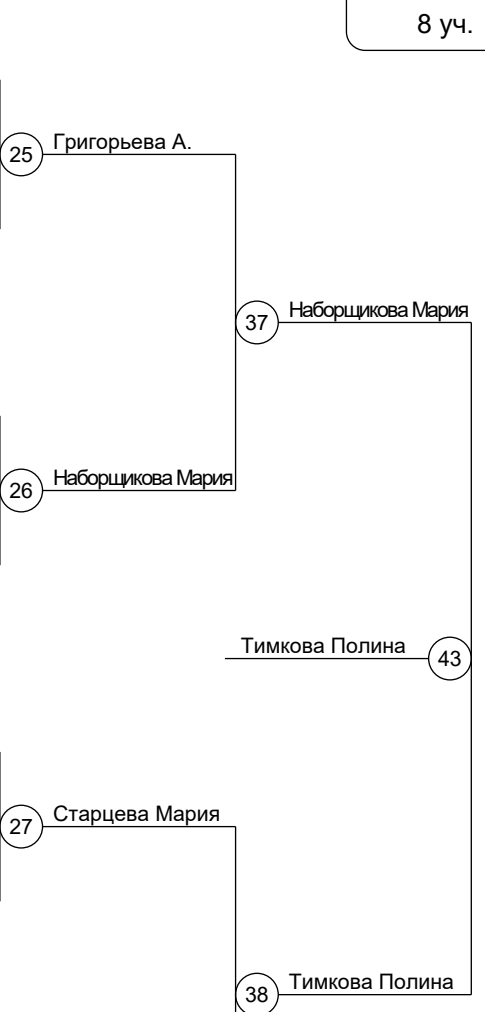 8 уч.
25
Григорьева А.
37
Наборщикова Мария
26
Наборщикова Мария
Тимкова Полина
43
27
Старцева Мария
38
Тимкова Полина